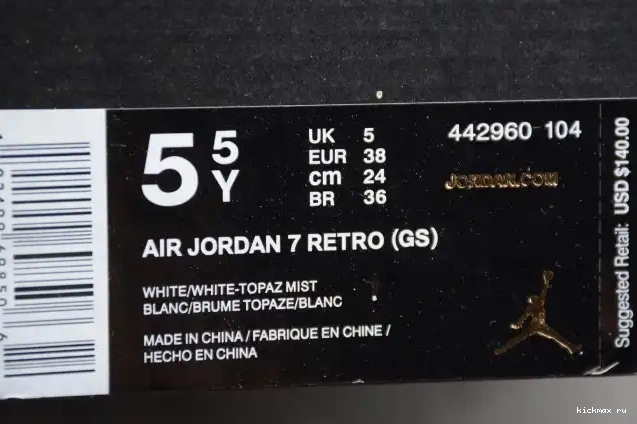 5 5 Y
UK 5
EUR 38
cm 24
BR 36
442960 104
JORDAN.COM
AIR JORDAN 7 RETRO (GS)
WHITE/WHITE-TOPAZ MIST
BLANC/BRUME TOPAZE/BLANC
MADE IN CHINA / FABRIQUE EN CHINE /
HECHO EN CHINA
Suggested Retail: USD $140.00
kickmax ru